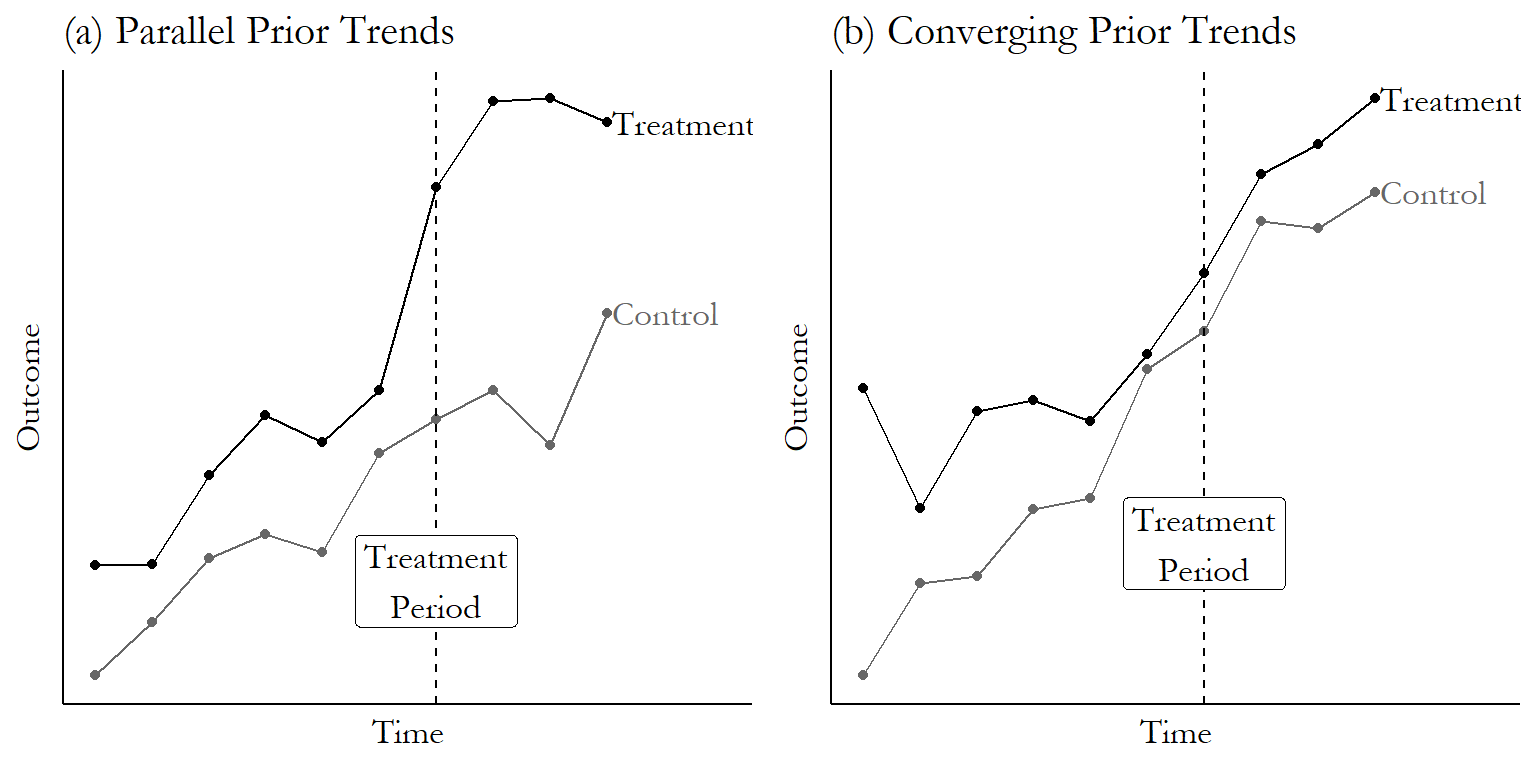 (a) Parallel Prior Trends
Treatment
Control
Treatment
Period
Outcome
Time
(b) Converging Prior Trends
Treatment
Control
Treatment
Period
Outcome
Time